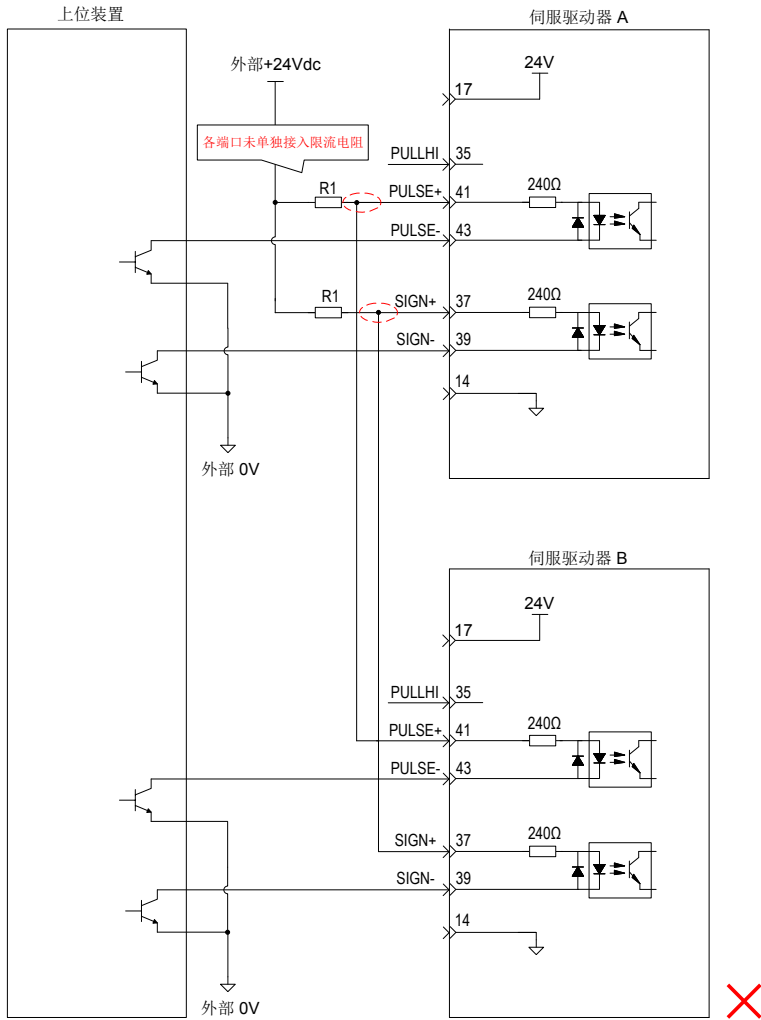 上位装置
伺服驱动器 A
外部+24Vdc
24V
17
各端口未单独接入限流电阻
PULLHI 35
R1
PULSE+ 41
240Ω
PULSE- 43
R1
SIGN+ 37
240Ω
SIGN- 39
14
外部 0V
伺服驱动器 B
24V
17
PULLHI 35
PULSE+ 41
240Ω
PULSE- 43
SIGN+ 37
240Ω
SIGN- 39
14
外部 0V